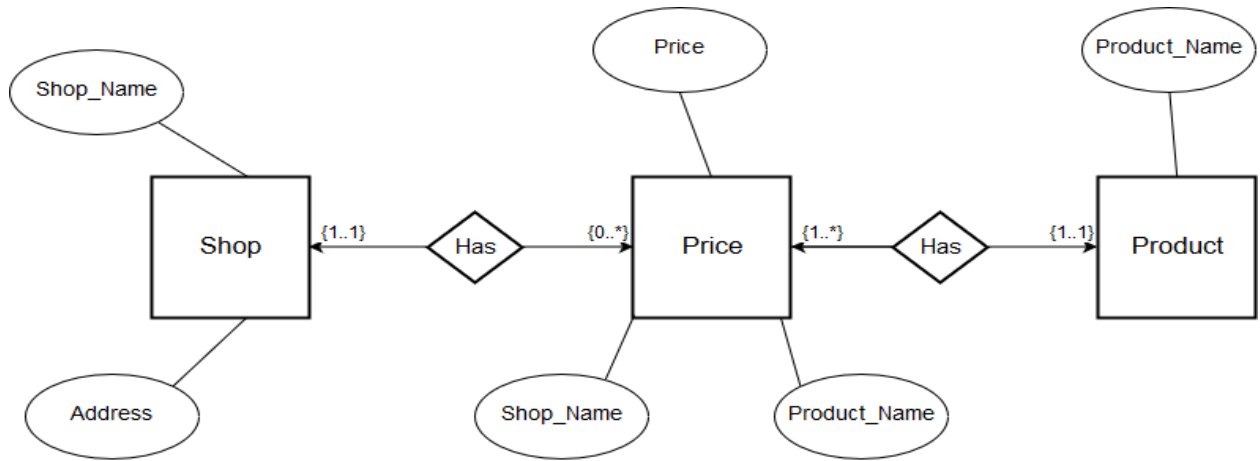 Price
Product_Name
Shop_Name
{1..1}
{0..*}
{1..*}
{1..1}
Shop
Has
Price
Has
Product
Address
Shop_Name
Product_Name